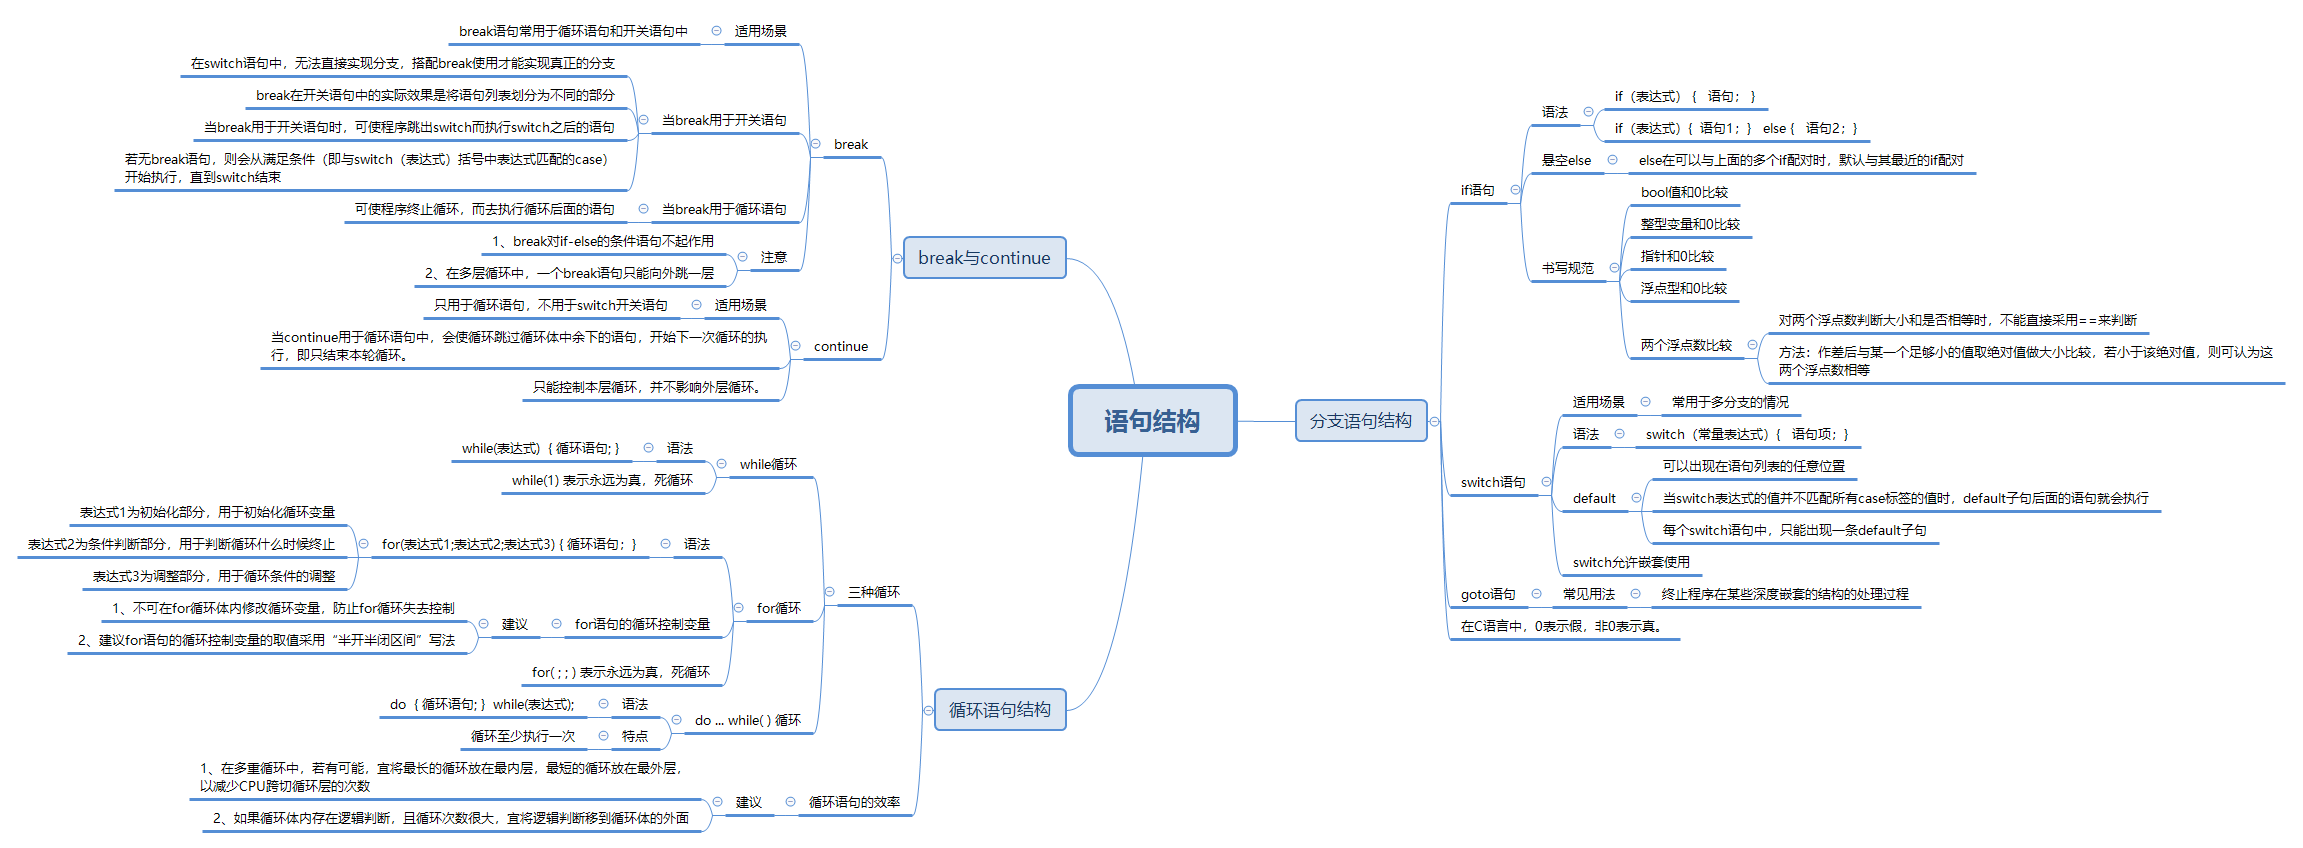 语句结构
分支语句结构
if语句
语法
if（表达式） {   语句； }
if（表达式）{  语句1；}   else {   语句2；}
悬空else
else在可以与上面的多个if配对时，默认与其最近的if配对
书写规范
bool值和0比较
整型变量和0比较
指针和0比较
浮点型和0比较
两个浮点数比较
对两个浮点数判断大小和是否相等时，不能直接采用==来判断
方法：作差后与某一个足够小的值取绝对值做大小比较，若小于该绝对值，则可认为这
两个浮点数相等
switch语句
适用场景
常用于多分支的情况
语法
switch（常量表达式）{   语句项；}
default
可以出现在语句列表的任意位置
当switch表达式的值并不匹配所有case标签的值时，default子句后面的语句就会执行
每个switch语句中，只能出现一条default子句
switch允许嵌套使用
goto语句
常见用法
终止程序在某些深度嵌套的结构的处理过程
在C语言中，0表示假，非0表示真。
break与continue
break
适用场景
break语句常用于循环语句和开关语句中
当break用于开关语句
在switch语句中，无法直接实现分支，搭配break使用才能实现真正的分支
break在开关语句中的实际效果是将语句列表划分为不同的部分
当break用于开关语句时，可使程序跳出switch而执行switch之后的语句
若无break语句，则会从满足条件（即与switch（表达式）括号中表达式匹配的case）
开始执行，直到switch结束
当break用于循环语句
可使程序终止循环，而去执行循环后面的语句
注意
1、break对if-else的条件语句不起作用
2、在多层循环中，一个break语句只能向外跳一层
continue
适用场景
只用于循环语句，不用于switch开关语句
当continue用于循环语句中，会使循环跳过循环体中余下的语句，开始下一次循环的执
行，即只结束本轮循环。
只能控制本层循环，并不影响外层循环。
循环语句结构
三种循环
while循环
语法
while(表达式)  { 循环语句; }
while(1) 表示永远为真，死循环
for循环
语法
for(表达式1;表达式2;表达式3) { 循环语句；}
表达式1为初始化部分，用于初始化循环变量
表达式2为条件判断部分，用于判断循环什么时候终止
表达式3为调整部分，用于循环条件的调整
for语句的循环控制变量
建议
1、不可在for循环体内修改循环变量，防止for循环失去控制
2、建议for语句的循环控制变量的取值采用“半开半闭区间”写法
for( ; ; ) 表示永远为真，死循环
do ... while( ) 循环
语法
do  { 循环语句; }  while(表达式);
特点
循环至少执行一次
循环语句的效率
建议
1、在多重循环中，若有可能，宜将最长的循环放在最内层，最短的循环放在最外层，
以减少CPU跨切循环层的次数
2、如果循环体内存在逻辑判断，且循环次数很大，宜将逻辑判断移到循环体的外面